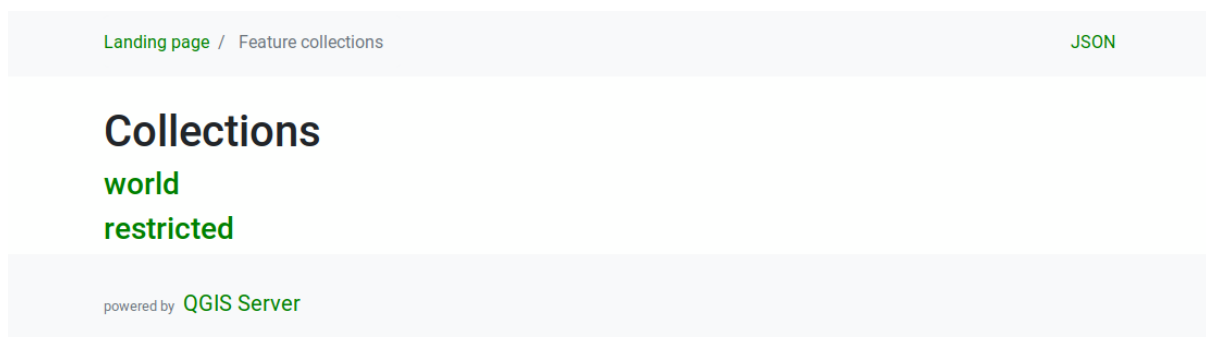 Landing page / Feature collections JSON
Collections
world
restricted
powered by QGIS Server